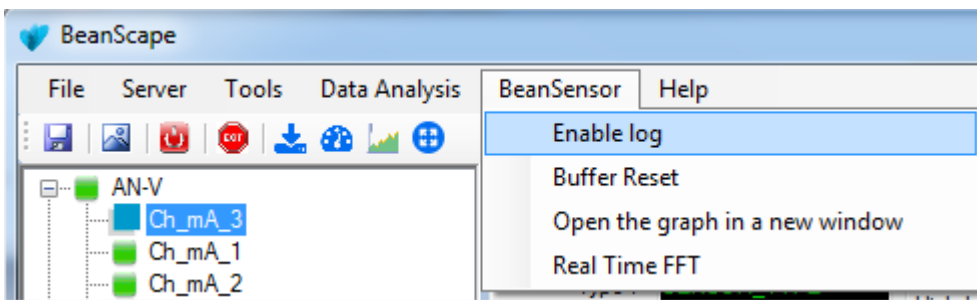 BeanScape
File Server Tools Data Analysis BeanSensor Help
EXIT
Enable log
Buffer Reset
Open the graph in a new window
Real Time FFT
AN-V
Ch_mA_3
Ch_mA_1
Ch_mA_2